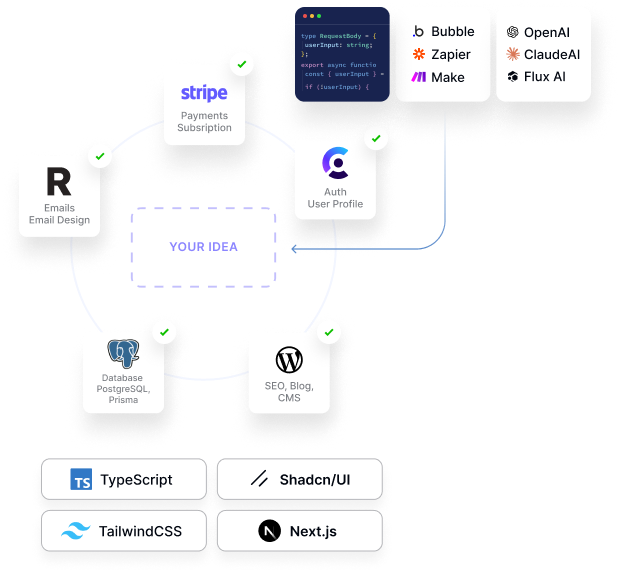 type RequestBody = {
userInput: string;
};
export async functio
const { userInput } =
if (!userInput) {
Bubble
Zapier
Make
OpenAI
ClaudeAI
Flux AI
stripe
Payments
Subsription
R
Emails
Email Design
Auth
User Profile
YOUR IDEA
Database
PostgreSQL,
Prisma
SEO, Blog,
CMS
TS
TypeScript
Shadcn/UI
TailwindCSS
Next.js